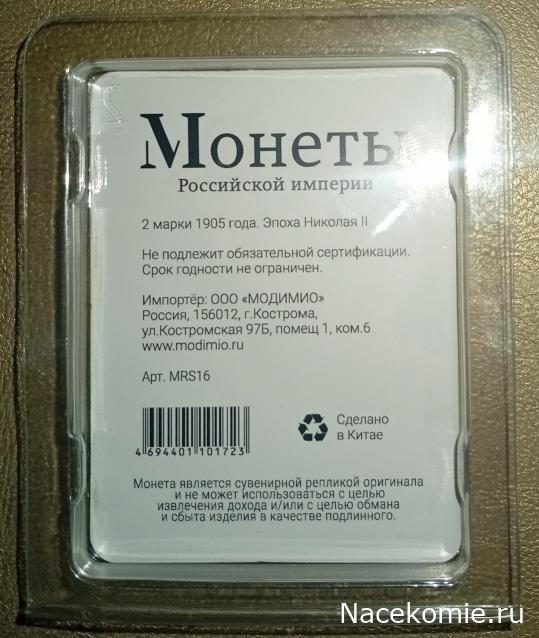 Монеты
Российской империи
2 марки 1905 года. Эпоха Николая II
Не подлежит обязательной сертификации.
Срок годности не ограничен.
Импортёр: ООО «МОДИМИО»
Россия, 156012, г.Кострома,
ул.Костромская 97Б, помещ 1, ком.6
www.modimio.ru
Арт. MRS16
4 694401 101723
Сделано
в Китае
Монета является сувенирной репликой оригинала
и не может использоваться с целью
извлечения дохода и/или с целью обмана
и сбыта изделия в качестве подлинного.
Nacekomie.ru